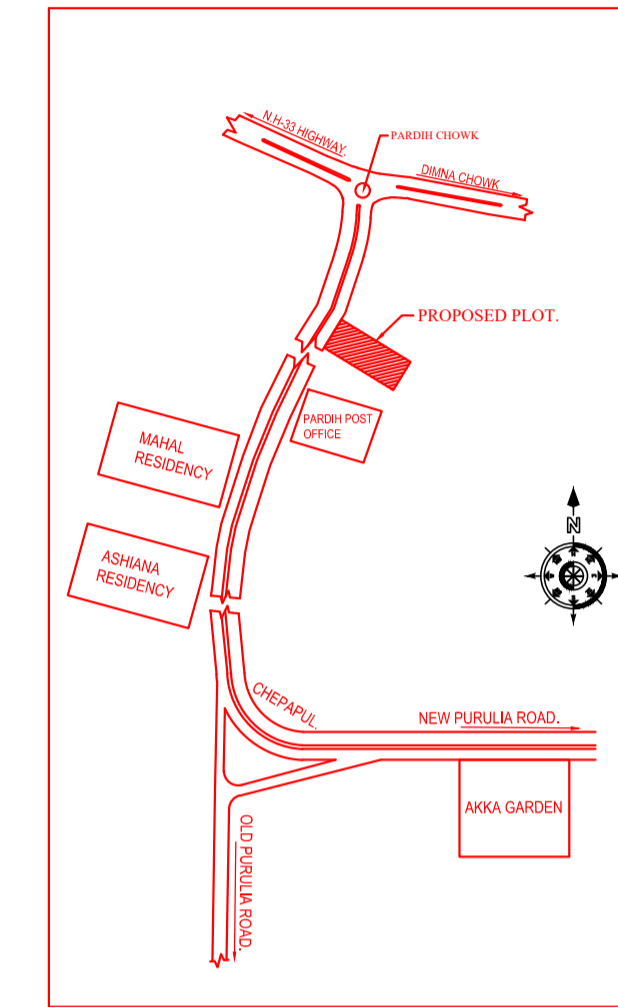 N.H-33 HIGHWAY.
PARDIH CHOWK
DIMNA CHOWK
PROPOSED PLOT.
PARDIH POST
OFFICE
MAHAL
RESIDENCY
N
ASHIANA
RESIDENCY
CHEPAPUL.
NEW PURULIA ROAD.
AKKA GARDEN
OLD PURULIA ROAD.